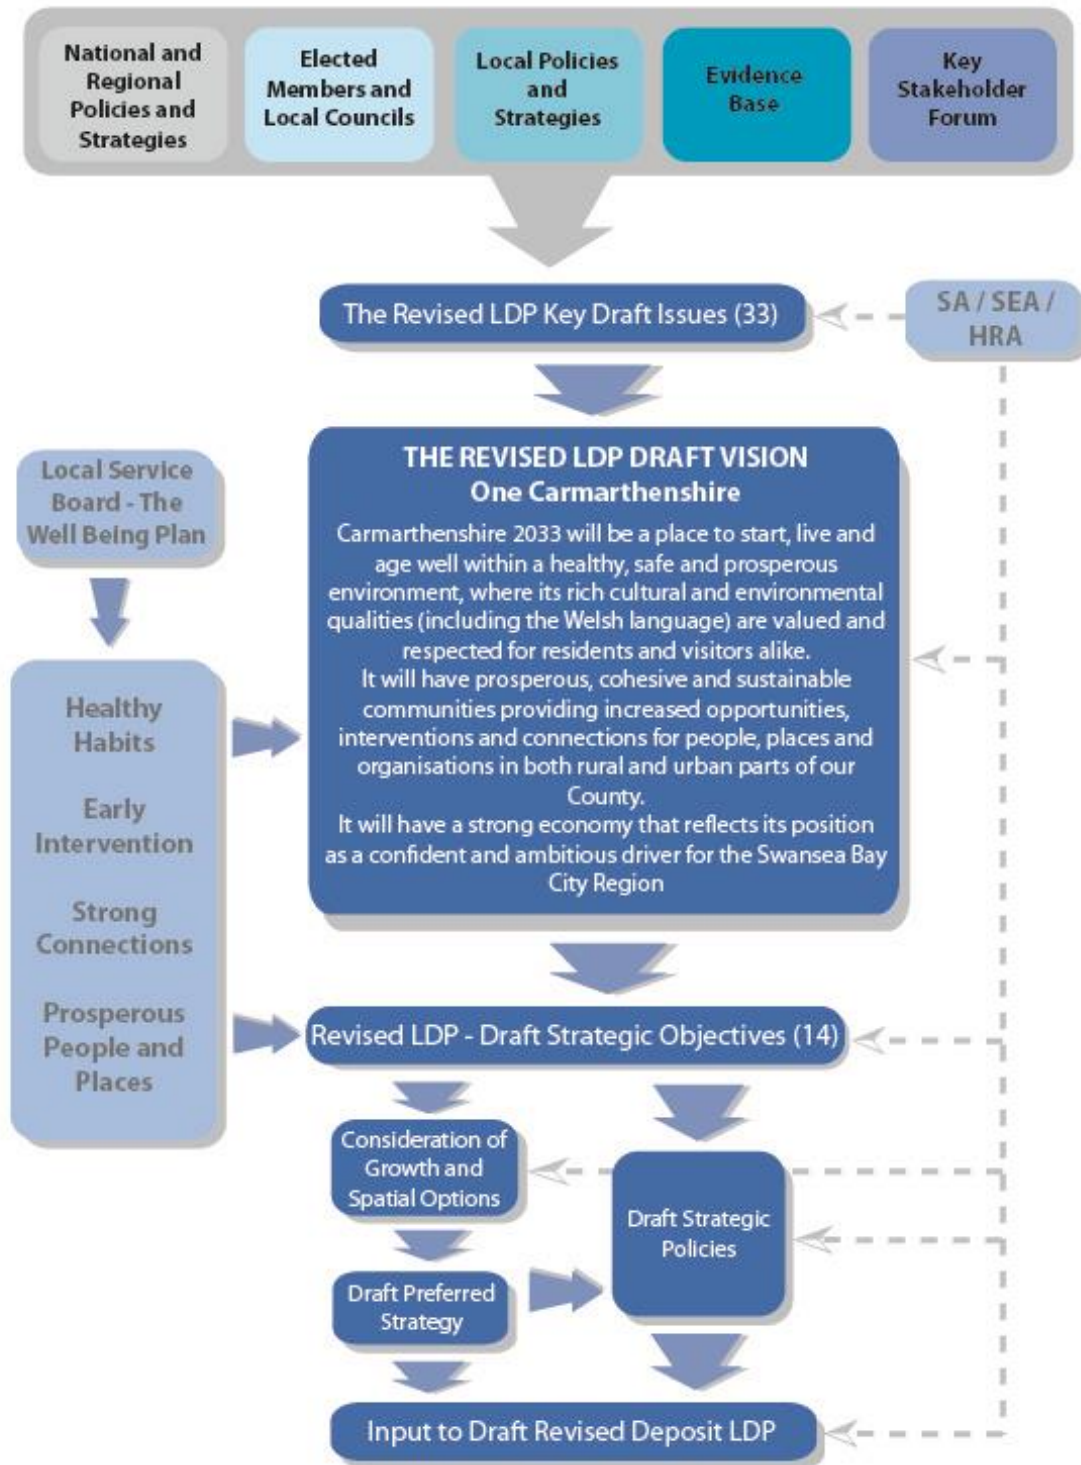 National and
Regional
Policies and
Strategies
Elected
Members and
Local Councils
Local Policies
and
Strategies
Evidence
Base
Key
Stakeholder
Forum
The Revised LDP Key Draft Issues (33)
SA / SEA /
HRA
Local Service
Board - The
Well Being Plan
THE REVISED LDP DRAFT VISION
One Carmarthenshire
Carmarthenshire 2033 will be a place to start, live and
age well within a healthy, safe and prosperous
environment, where its rich cultural and environmental
qualities (including the Welsh language) are valued and
respected for residents and visitors alike.
It will have prosperous, cohesive and sustainable
communities providing increased opportunities,
interventions and connections for people, places and
organisations in both rural and urban parts of our
County.
It will have a strong economy that reflects its position
as a confident and ambitious driver for the Swansea Bay
City Region
Healthy
Habits
Early
Intervention
Strong
Connections
Prosperous
People and
Places
Revised LDP - Draft Strategic Objectives (14)
Consideration of
Growth and
Spatial Options
Draft Strategic
Policies
Draft Preferred
Strategy
Input to Draft Revised Deposit LDP